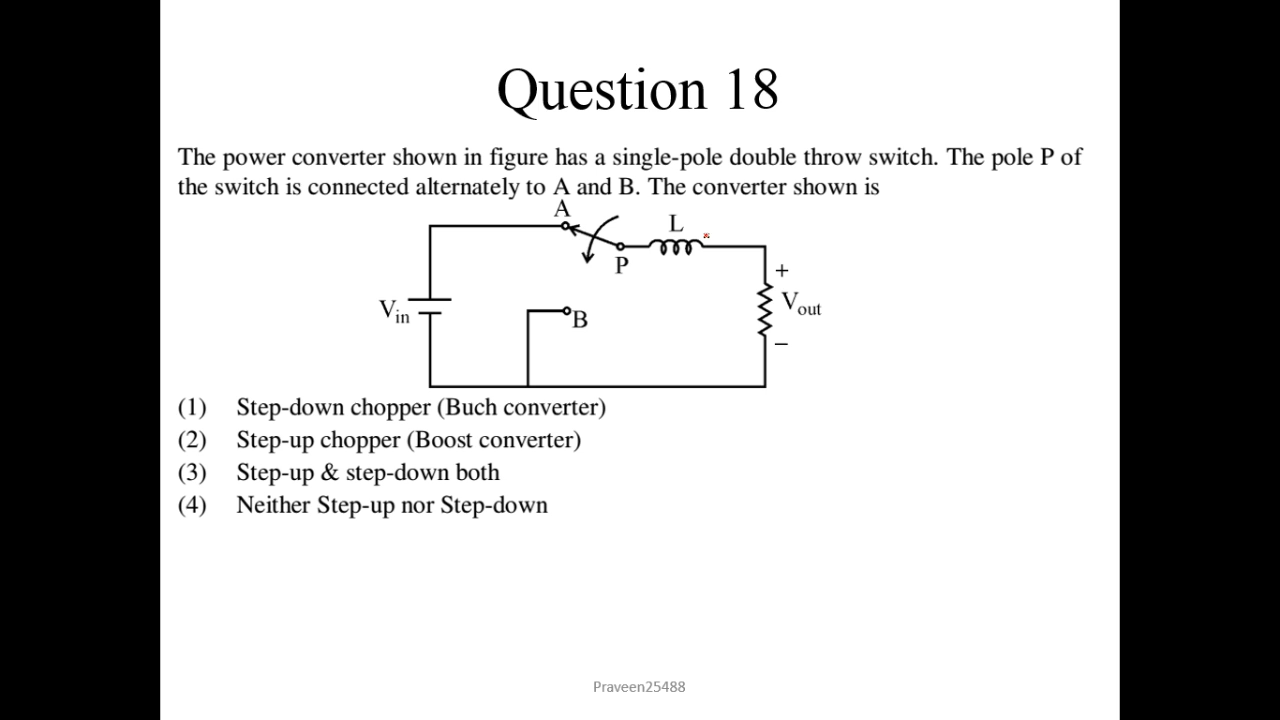 Question 18
The power converter shown in figure has a single-pole double throw switch. The pole P of
the switch is connected alternately to A and B. The converter shown is
A
L
P
+
V_in
V_out
B
–
(1) Step-down chopper (Buch converter)
(2) Step-up chopper (Boost converter)
(3) Step-up & step-down both
(4) Neither Step-up nor Step-down
Praveen25488